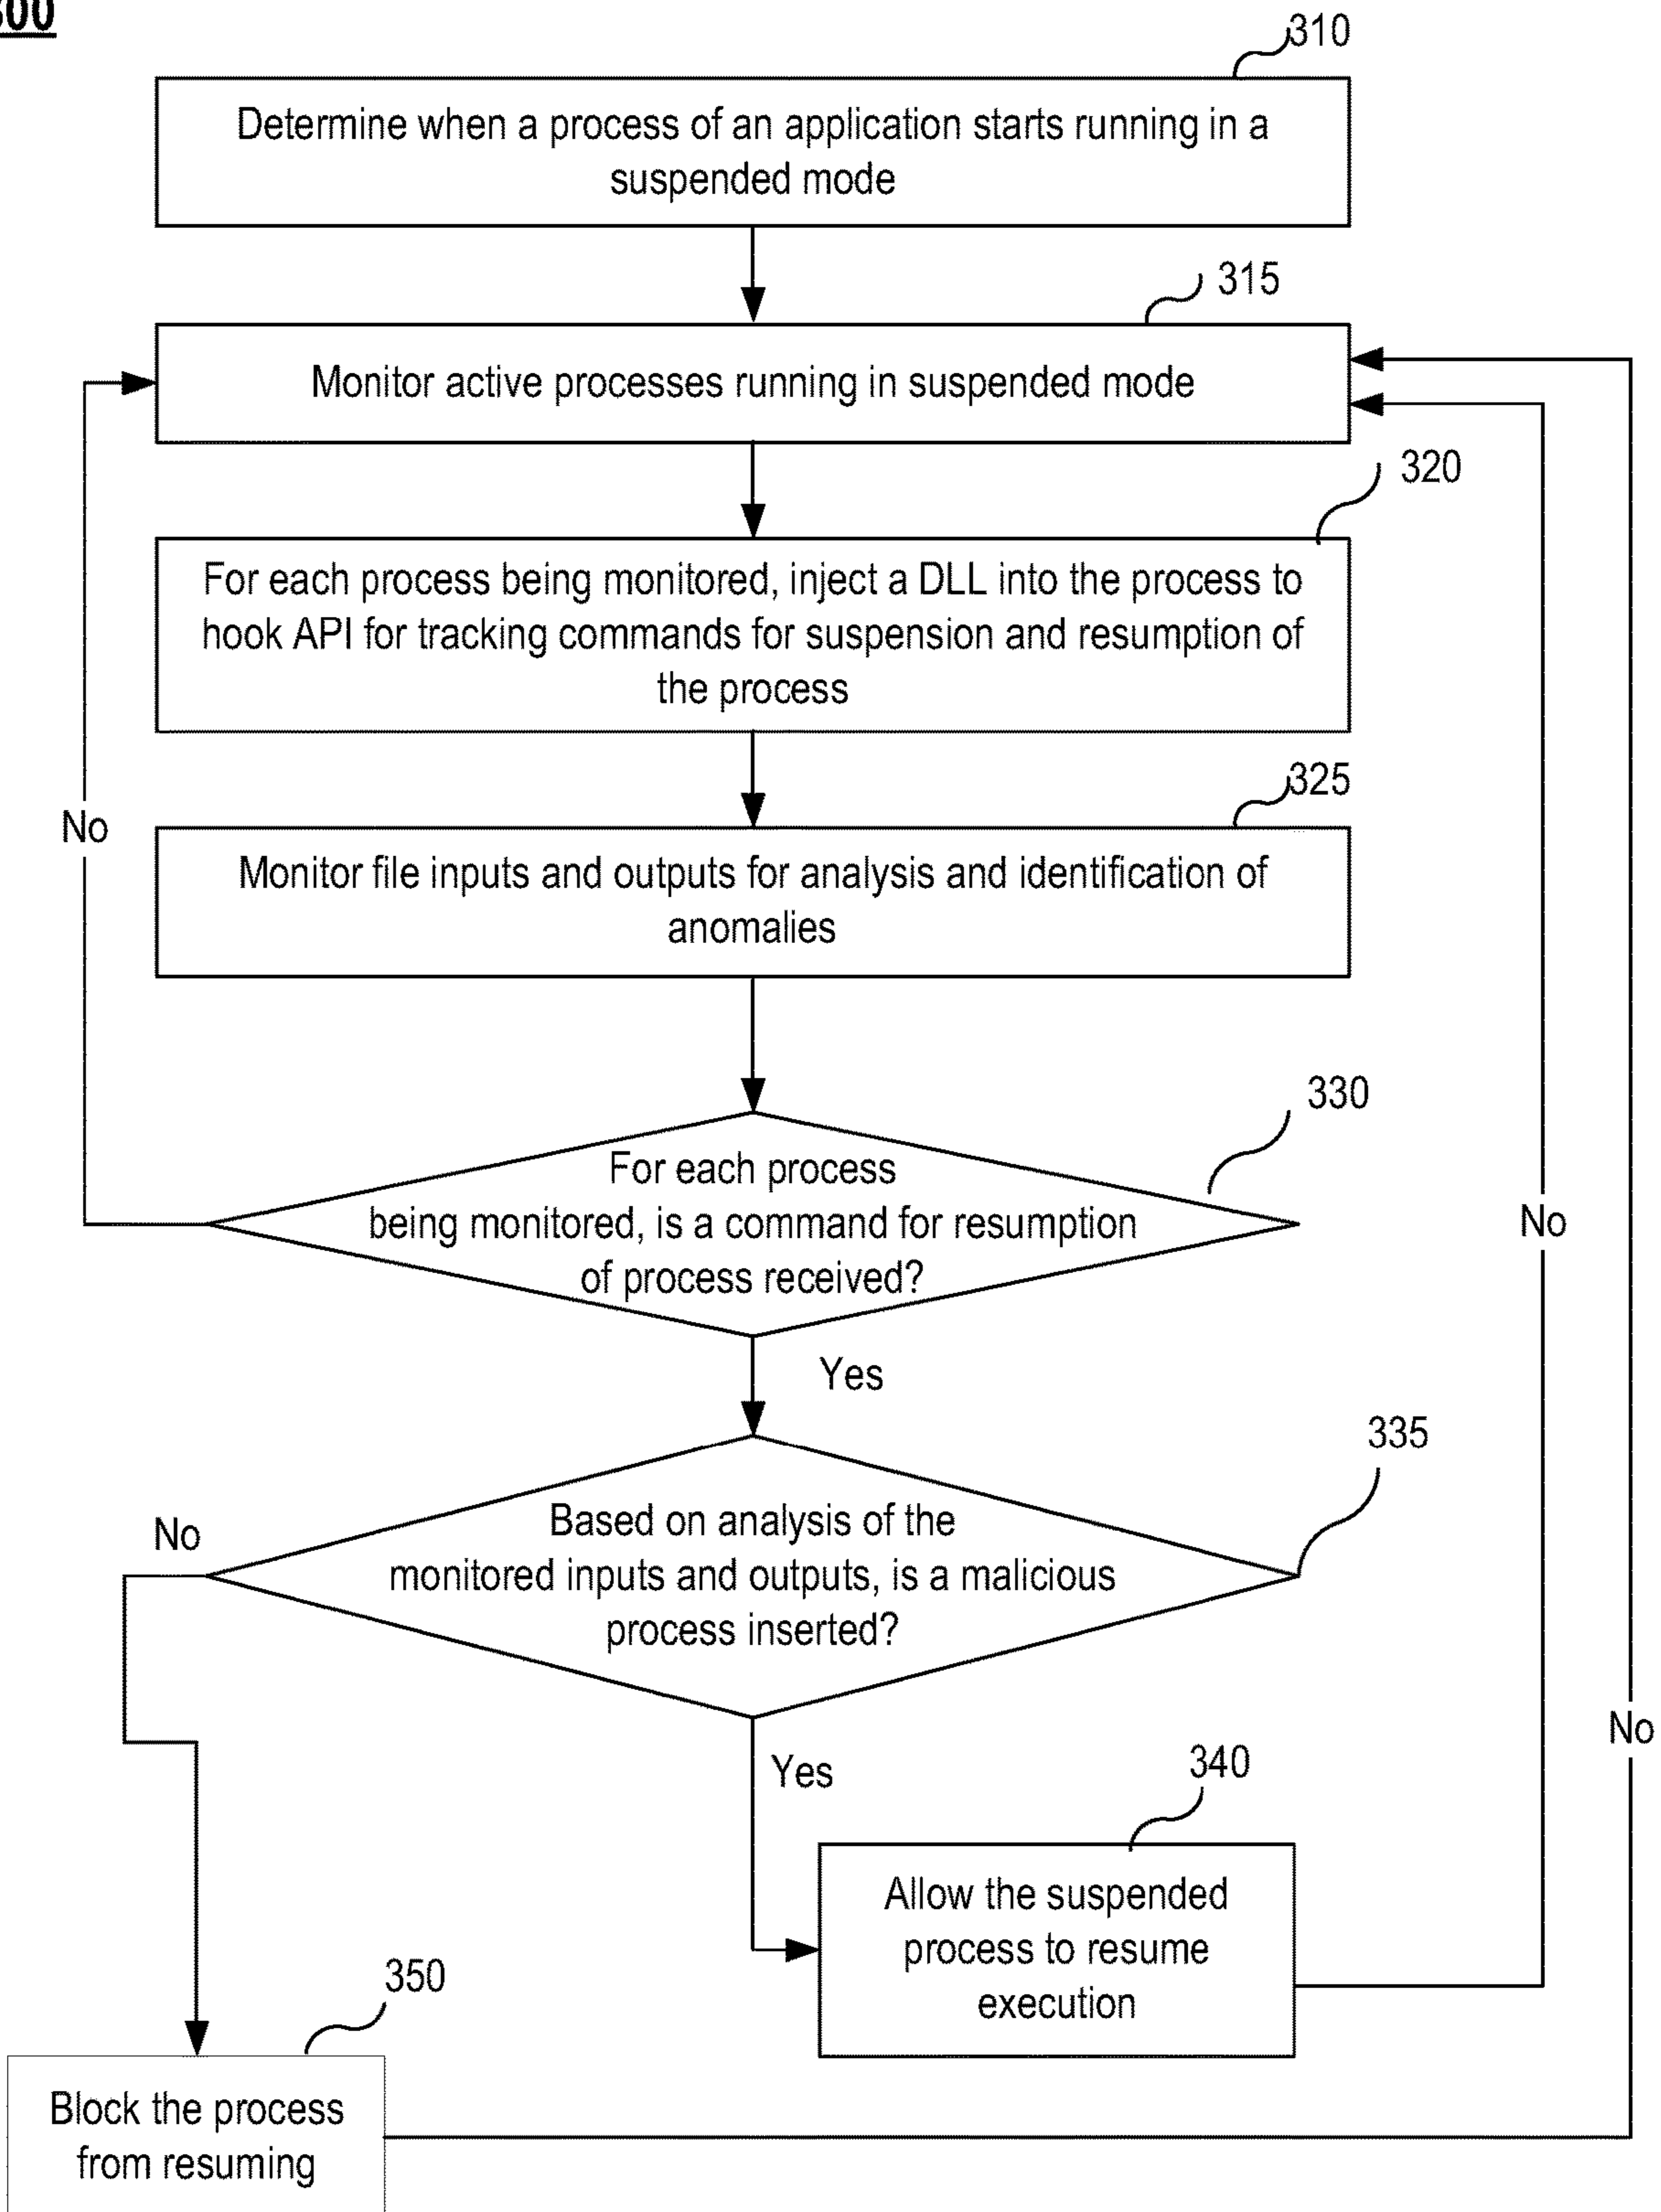 310
Determine when a process of an application starts running in a
suspended mode
315
Monitor active processes running in suspended mode
320
For each process being monitored, inject a DLL into the process to
hook API for tracking commands for suspension and resumption of
the process
325
No
Monitor file inputs and outputs for analysis and identification of
anomalies
330
For each process
being monitored, is a command for resumption
of process received?
No
Yes
335
No
Based on analysis of the
monitored inputs and outputs, is a malicious
process inserted?
No
Yes
340
Allow the suspended
process to resume
execution
350
Block the process
from resuming